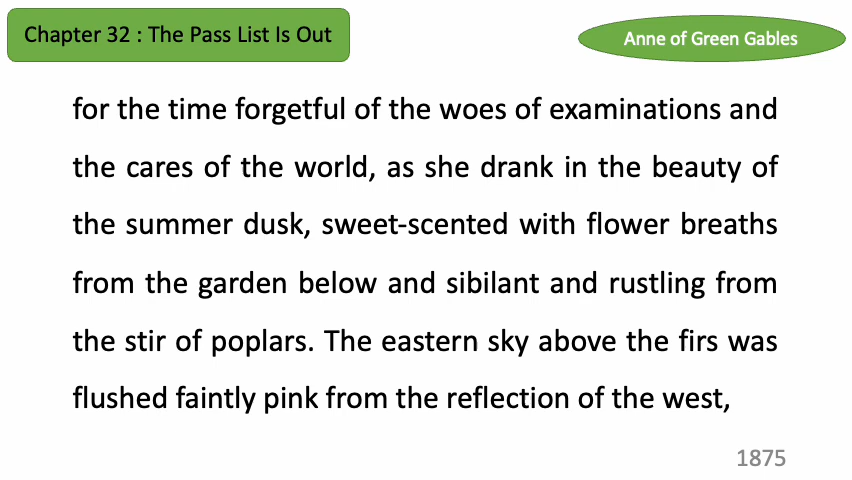 Chapter 32 : The Pass List Is Out
Anne of Green Gables
for the time forgetful of the woes of examinations and
the cares of the world, as she drank in the beauty of
the summer dusk, sweet-scented with flower breaths
from the garden below and sibilant and rustling from
the stir of poplars. The eastern sky above the firs was
flushed faintly pink from the reflection of the west,
1875